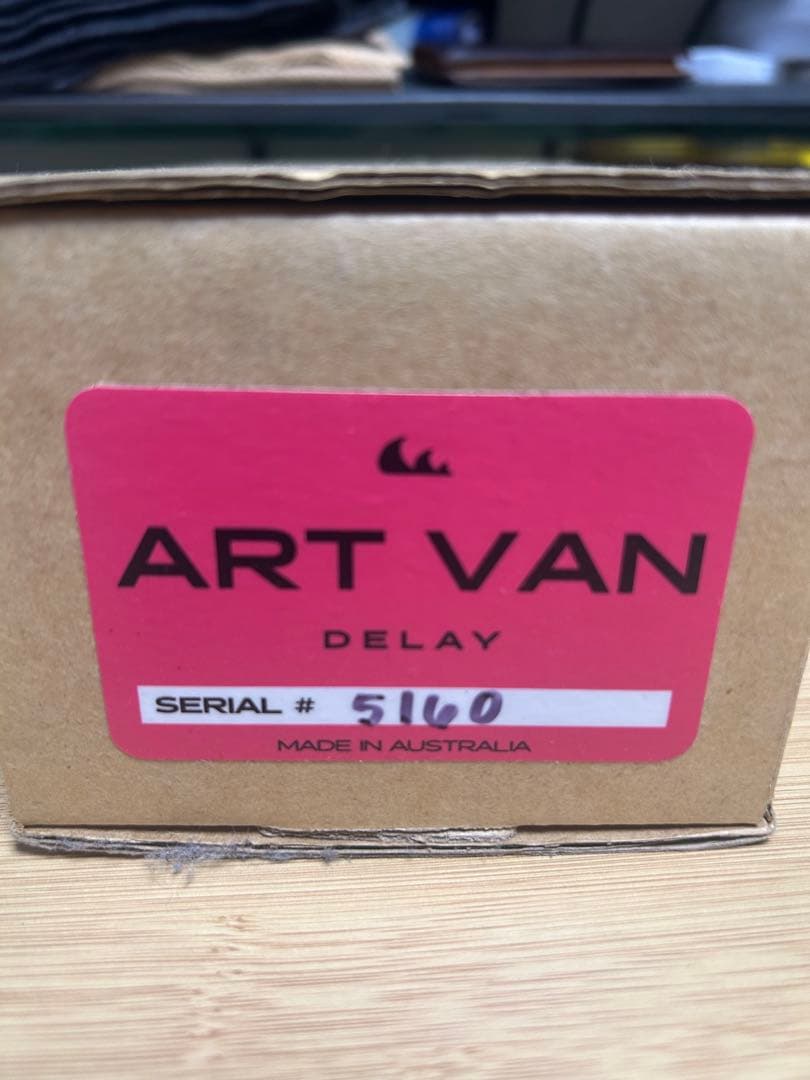 ART VAN
DELAY
SERIAL # 5160
MADE IN AUSTRALIA